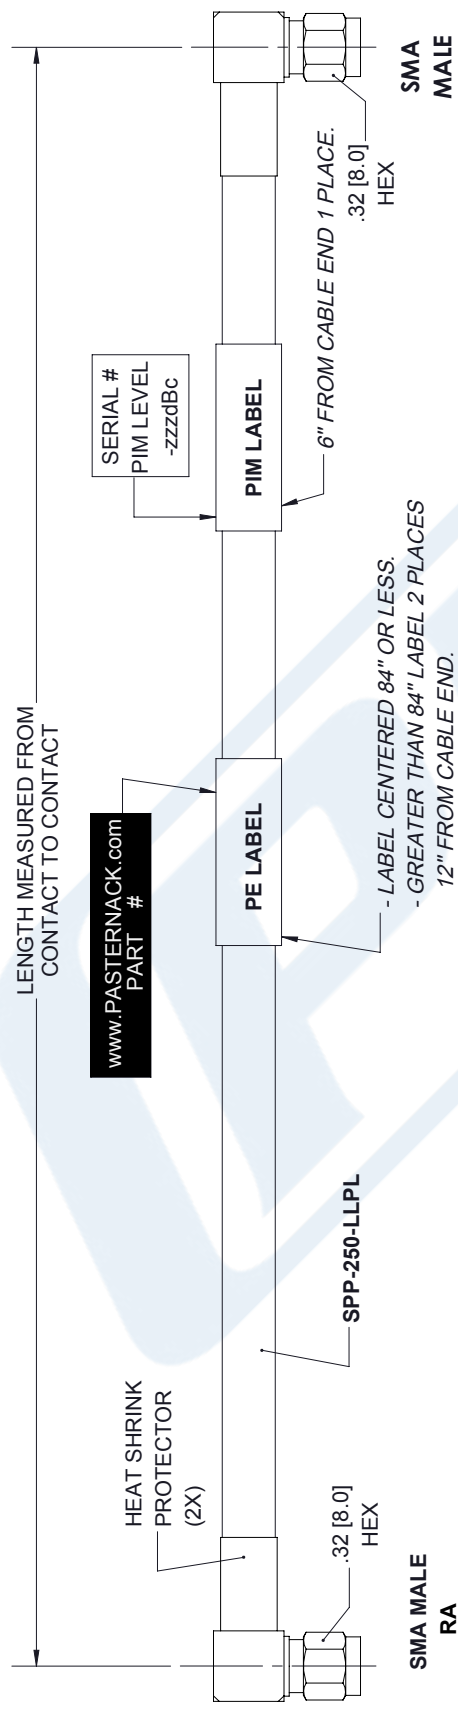 LENGTH MEASURED FROM
CONTACT TO CONTACT
HEAT SHRINK
PROTECTOR
(2X)
www.PASTERNACK.com
PART #
SERIAL #
PIM LEVEL
-zzzdBc
PE LABEL
PIM LABEL
.32 [8.0]
HEX
SPP-250-LLPL
- LABEL CENTERED 84" OR LESS.
- GREATER THAN 84" LABEL 2 PLACES
12" FROM CABLE END.
6" FROM CABLE END 1 PLACE.
.32 [8.0]
HEX
SMA MALE
RA
SMA
MALE